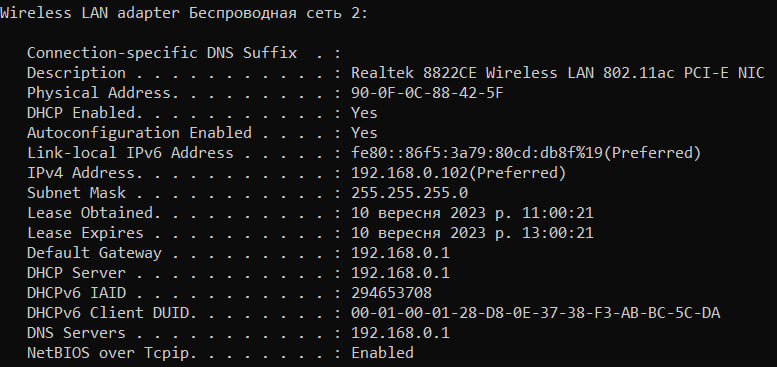 Wireless LAN adapter Беспроводная сеть 2:
Connection-specific DNS Suffix . :
Description . . . . . . . . . . . : Realtek 8822CE Wireless LAN 802.11ac PCI-E NIC
Physical Address. . . . . . . . . : 90-0F-0C-88-42-5F
DHCP Enabled. . . . . . . . . . . : Yes
Autoconfiguration Enabled . . . . : Yes
Link-local IPv6 Address . . . . . : fe80::86f5:3a79:80cd:db8f%19(Preferred)
IPv4 Address. . . . . . . . . . . : 192.168.0.102(Preferred)
Subnet Mask . . . . . . . . . . . : 255.255.255.0
Lease Obtained. . . . . . . . . . : 10 вересня 2023 р. 11:00:21
Lease Expires . . . . . . . . . . : 10 вересня 2023 р. 13:00:21
Default Gateway . . . . . . . . . : 192.168.0.1
DHCP Server . . . . . . . . . . . : 192.168.0.1
DHCPv6 IAID . . . . . . . . . . . : 294653708
DHCPv6 Client DUID. . . . . . . . : 00-01-00-01-28-D8-0E-37-38-F3-AB-BC-5C-DA
DNS Servers . . . . . . . . . . . : 192.168.0.1
NetBIOS over Tcpip. . . . . . . . : Enabled